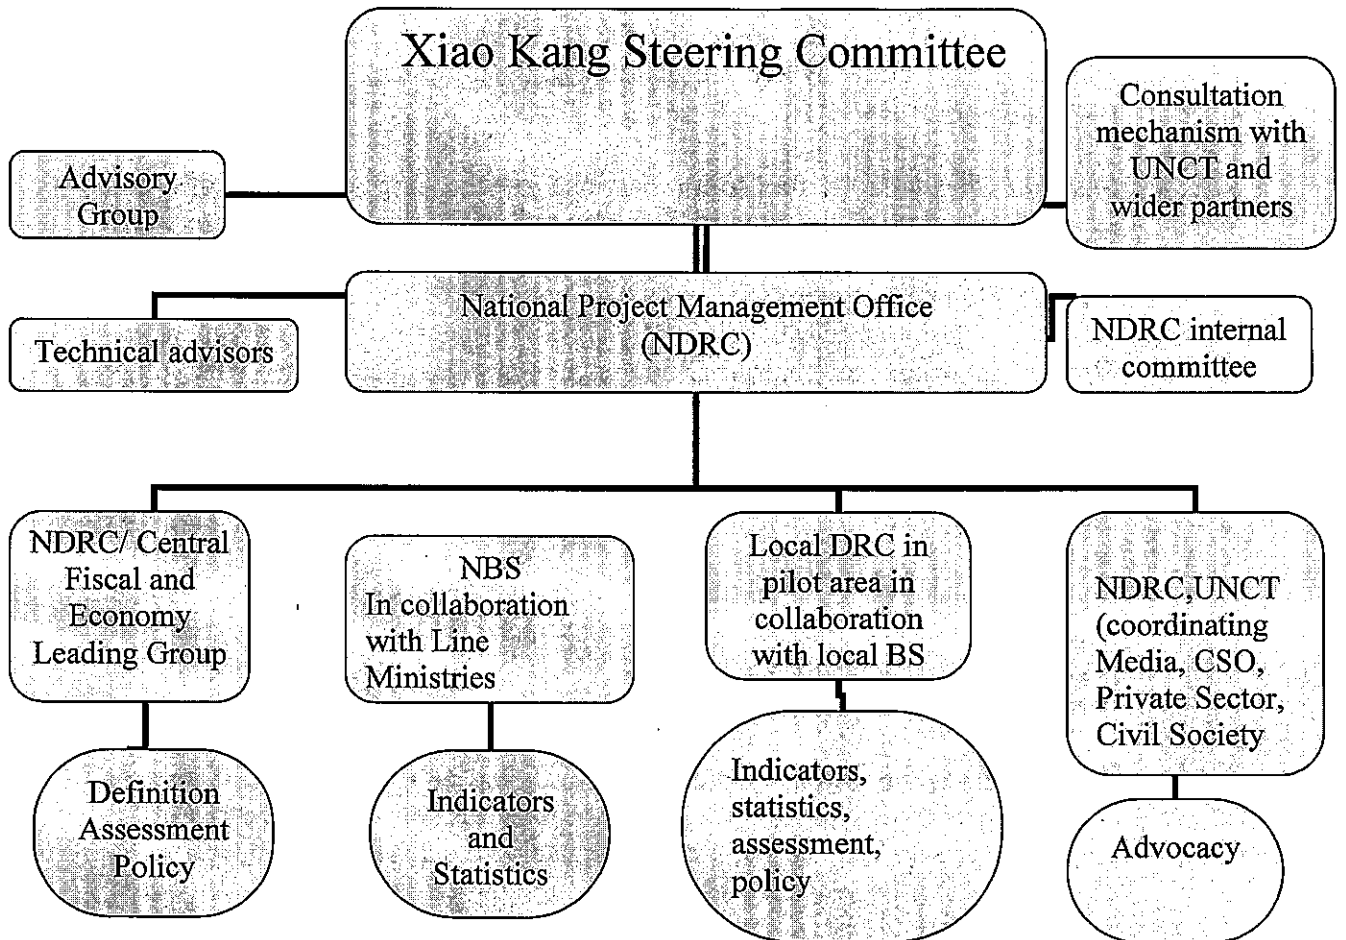 Xiao Kang Steering Committee
Consultation
mechanism with
UNCT and
wider partners
Advisory
Group
National Project Management Office
(NDRC)
Technical advisors
NDRC internal
committee
NDRC/ Central
Fiscal and
Economy
Leading Group
NBS
In collaboration
with Line
Ministries
Local DRC in
pilot area in
collaboration
with local BS
NDRC,UNCT
(coordinating
Media, CSO,
Private Sector,
Civil Society
Definition
Assessment
Policy
Indicators
and
Statistics
Indicators,
statistics,
assessment,
policy
Advocacy